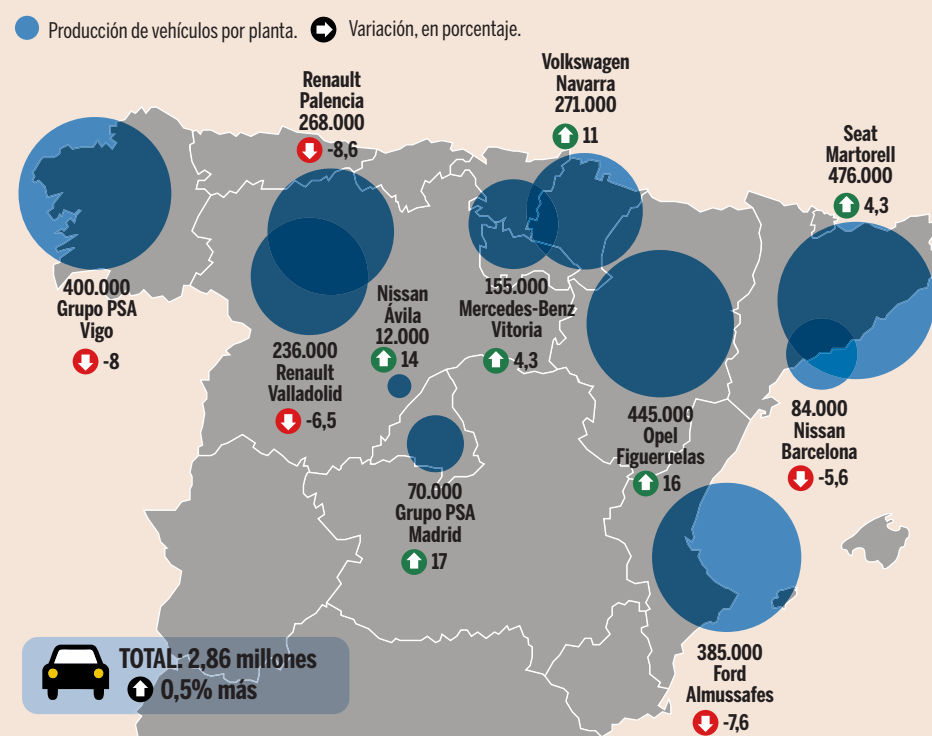 Producción de vehículos por planta.
Variación, en porcentaje.
Renault
Palencia
268.000
-8,6
Volkswagen
Navarra
271.000
11
Seat
Martorell
476.000
4,3
400.000
Grupo PSA
Vigo
-8
236.000
Renault
Valladolid
-6,5
Nissan
Ávila
12.000
14
155.000
Mercedes-Benz
Vitoria
4,3
445.000
Opel
Figueruelas
16
84.000
Nissan
Barcelona
-5,6
70.000
Grupo PSA
Madrid
17
385.000
Ford
Almussafes
-7,6
TOTAL: 2,86 millones
0,5% más